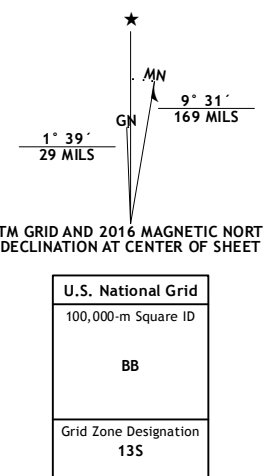 MN
GN
9° 31´
169 MILS
1° 39´
29 MILS
TM GRID AND 2016 MAGNETIC NORT
DECLINATION AT CENTER OF SHEET
U.S. National Grid
100,000-m Square ID
BB
Grid Zone Designation
13S